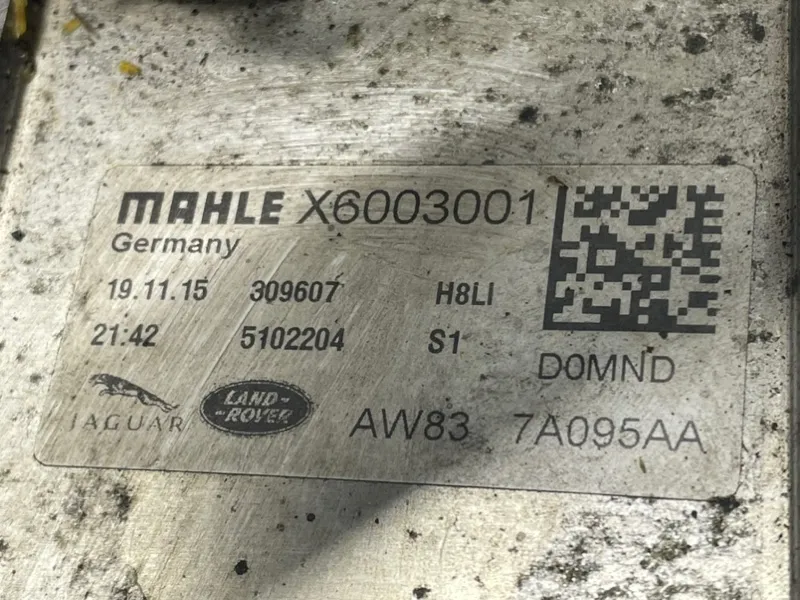 MAHLE X6003001
Germany
19.11.15 309607 H8LI
21:42 5102204 S1
D0MND
JAGUAR LAND-
-ROVER AW83 7A095AA